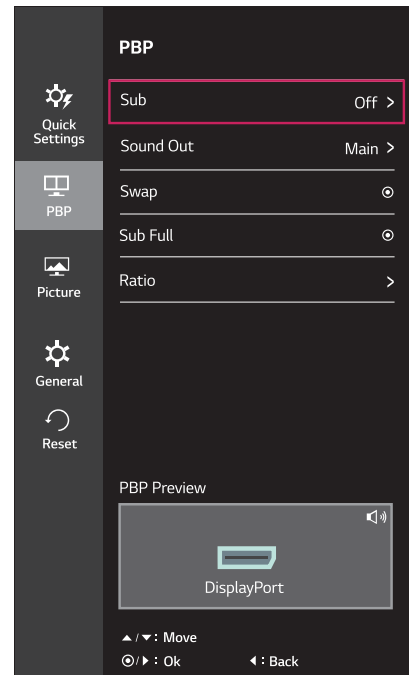 PBP
Quick
Settings
PBP
Picture
General
Reset
Sub Off >
Sound Out Main >
Swap
Sub Full
Ratio >
PBP Preview
DisplayPort
▲/▼: Move
◉/▶: Ok ◀: Back